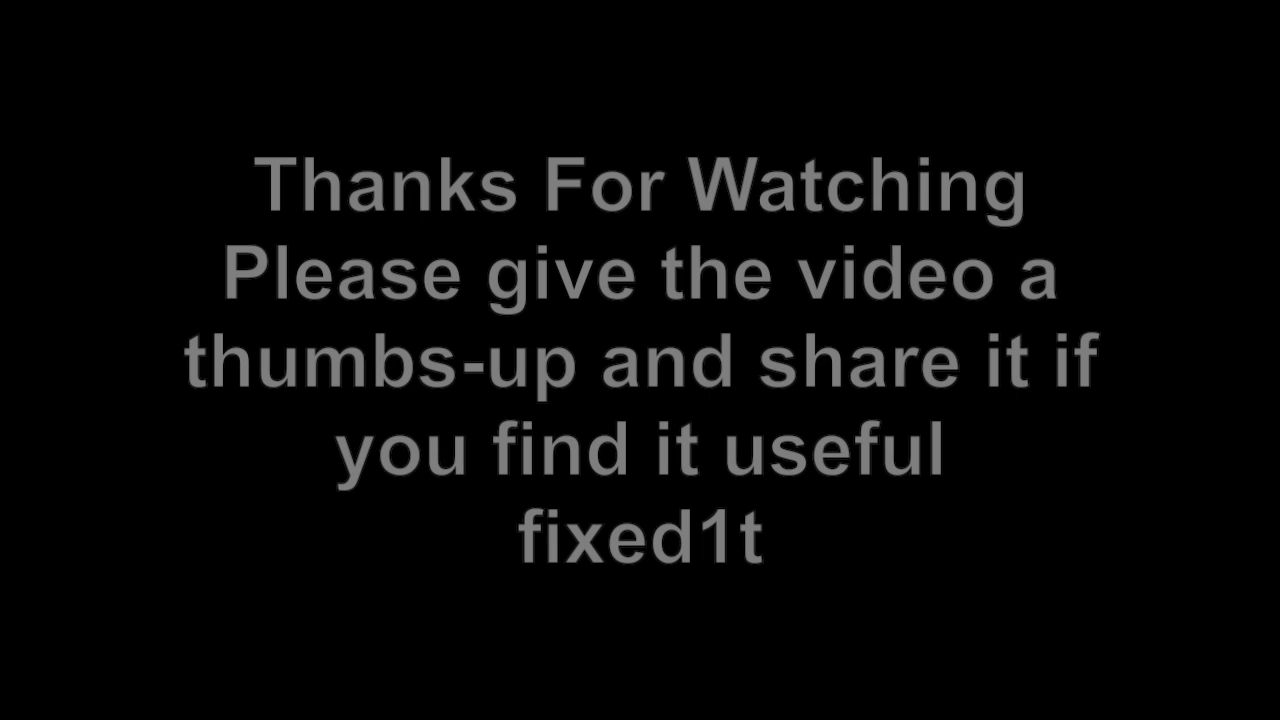 Thanks For Watching
Please give the video a
thumbs-up and share it if
you find it useful
fixed1t